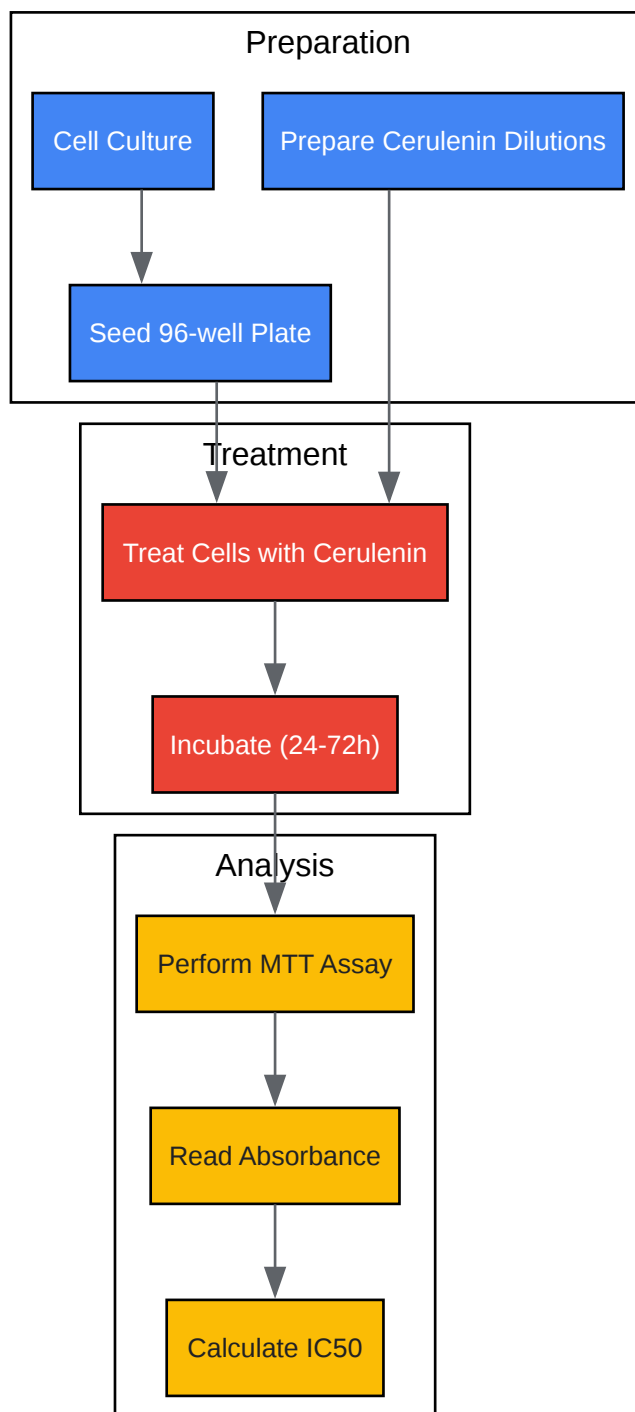 Preparation
Cell Culture
Prepare Cerulenin Dilutions
Seed 96-well Plate
Treatment
Treat Cells with Cerulenin
Incubate (24-72h)
Analysis
Perform MTT Assay
Read Absorbance
Calculate IC50